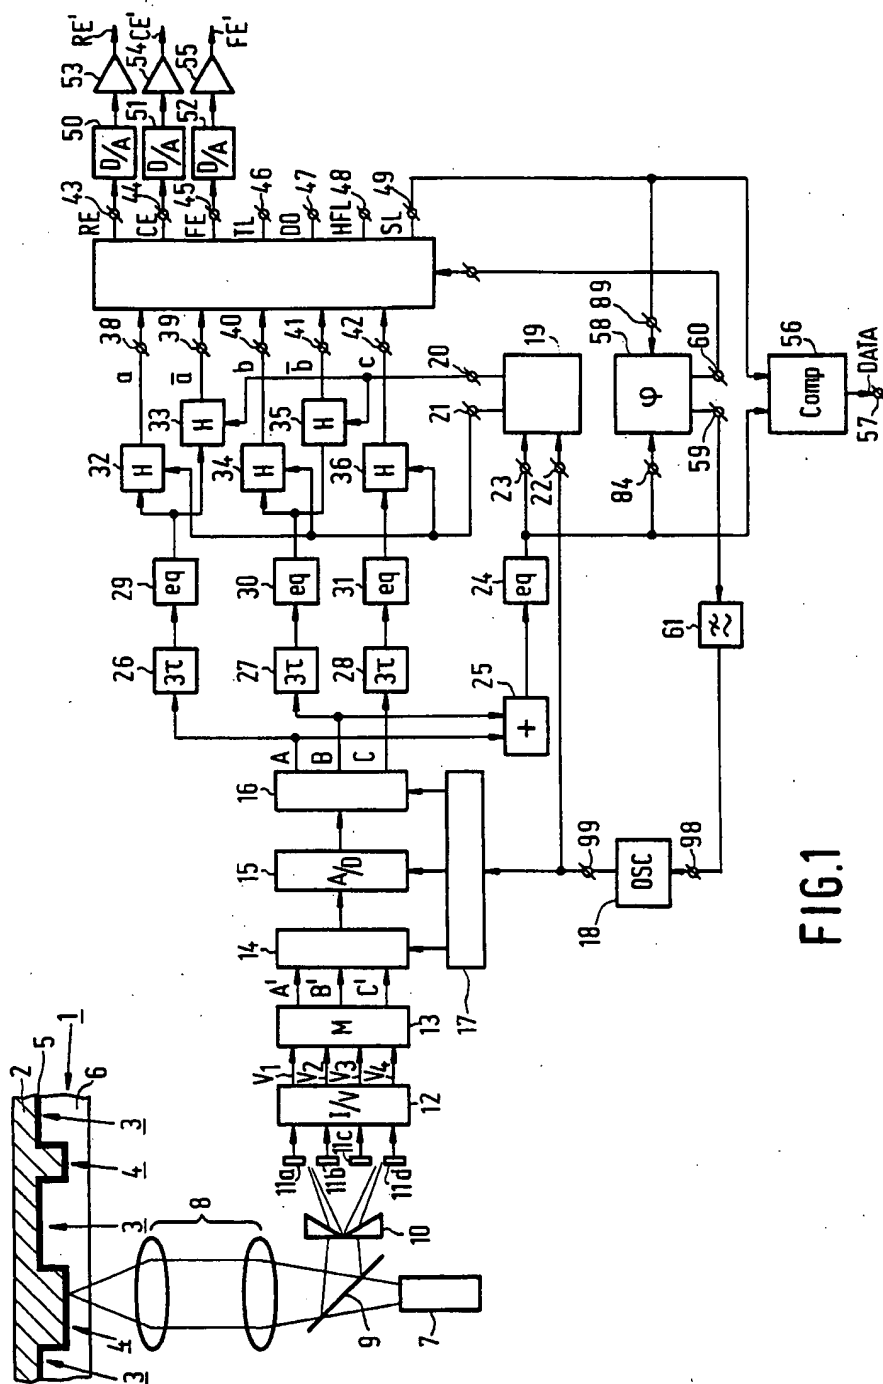 RE'
CE'
FE'
53
54
55
50
51
52
D/A
D/A
D/A
43
44
45
46
47
48
49
RE
CE
FE
TL
DO
HFL
SL
38
39
40
41
42
a
a̅
b
b̅
c
32
33
34
35
36
H
H
H
H
H
20
21
19
23
22
58
89
φ
84
60
59
56
Comp
DATA
57
29
30
31
24
eq
eq
eq
eq
26
27
28
3τ
3τ
3τ
25
+
61
A
B
C
16
15
A/D
14
17
99
98
OSC
18
A'
B'
C'
M
13
V1
V2
V3
V4
I/V
12
11a
11b
11c
11d
10
9
8
7
1
2
5
6
3
4
3
4
3
FIG.1